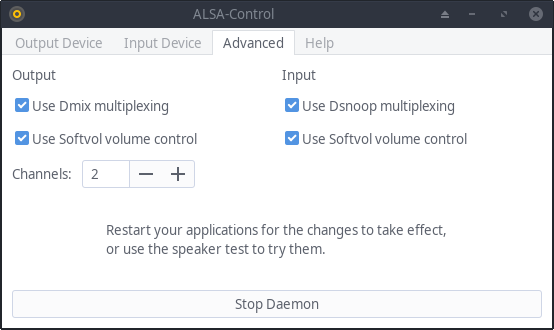 ALSA-Control
Output Device Input Device Advanced Help
Output Input
Use Dmix multiplexing Use Dsnoop multiplexing
Use Softvol volume control Use Softvol volume control
Channels: 2
Restart your applications for the changes to take effect,
or use the speaker test to try them.
Stop Daemon